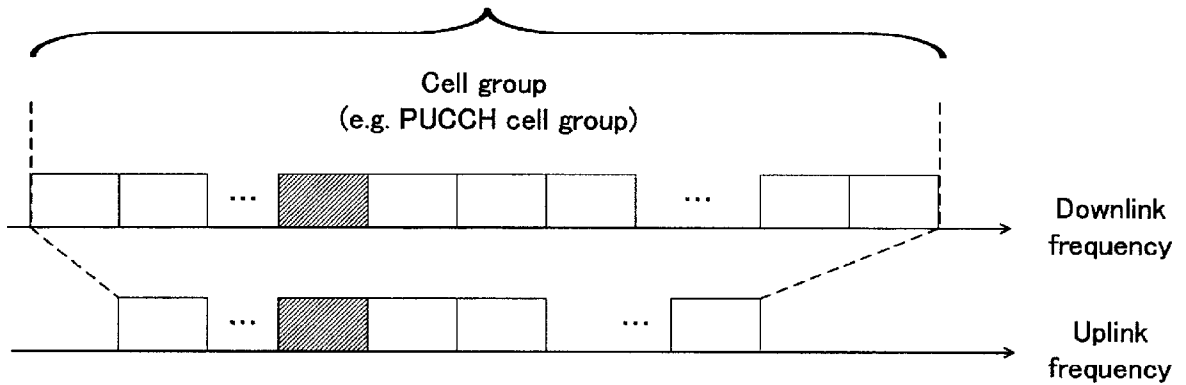 Cell group
(e.g. PUCCH cell group)
...
...
Downlink
frequency
...
...
Uplink
frequency